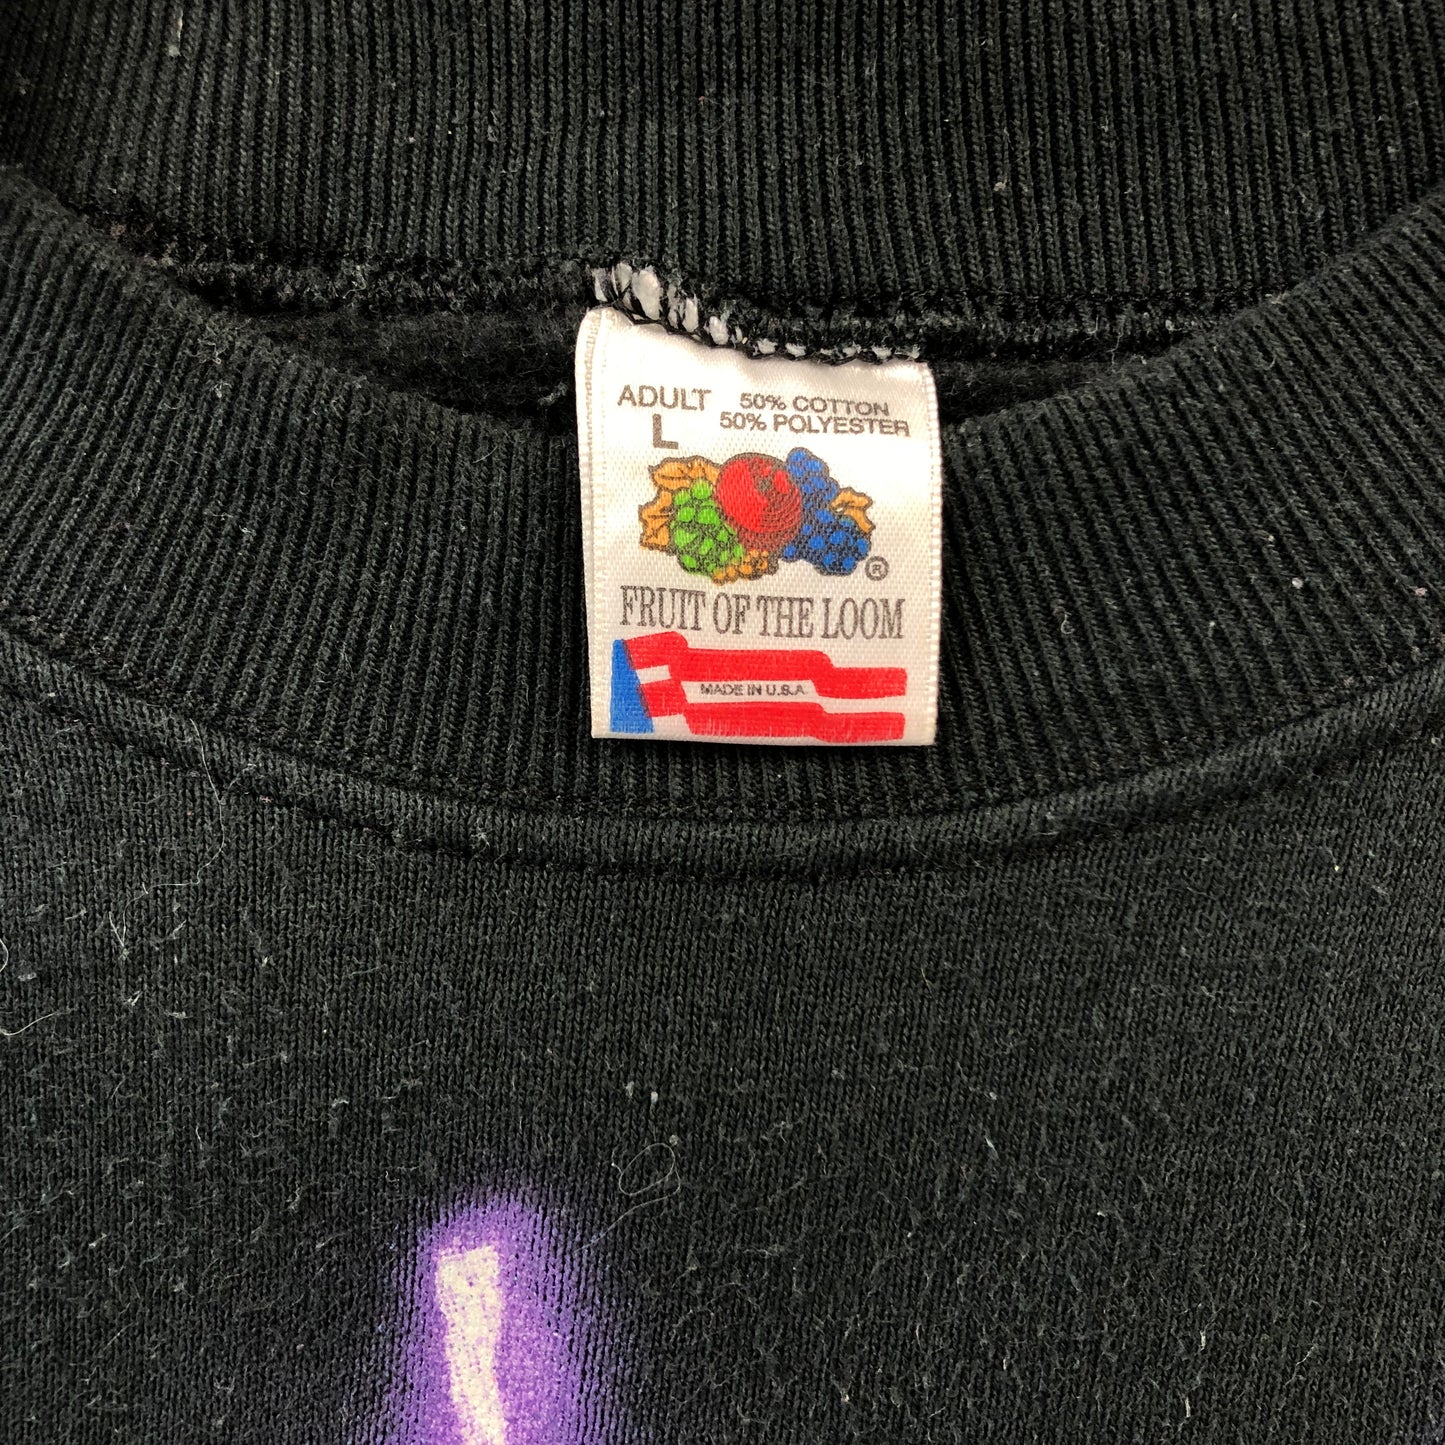 ADULT
L
50% COTTON
50% POLYESTER
®
FRUIT OF THE LOOM
MADE IN U.S.A.